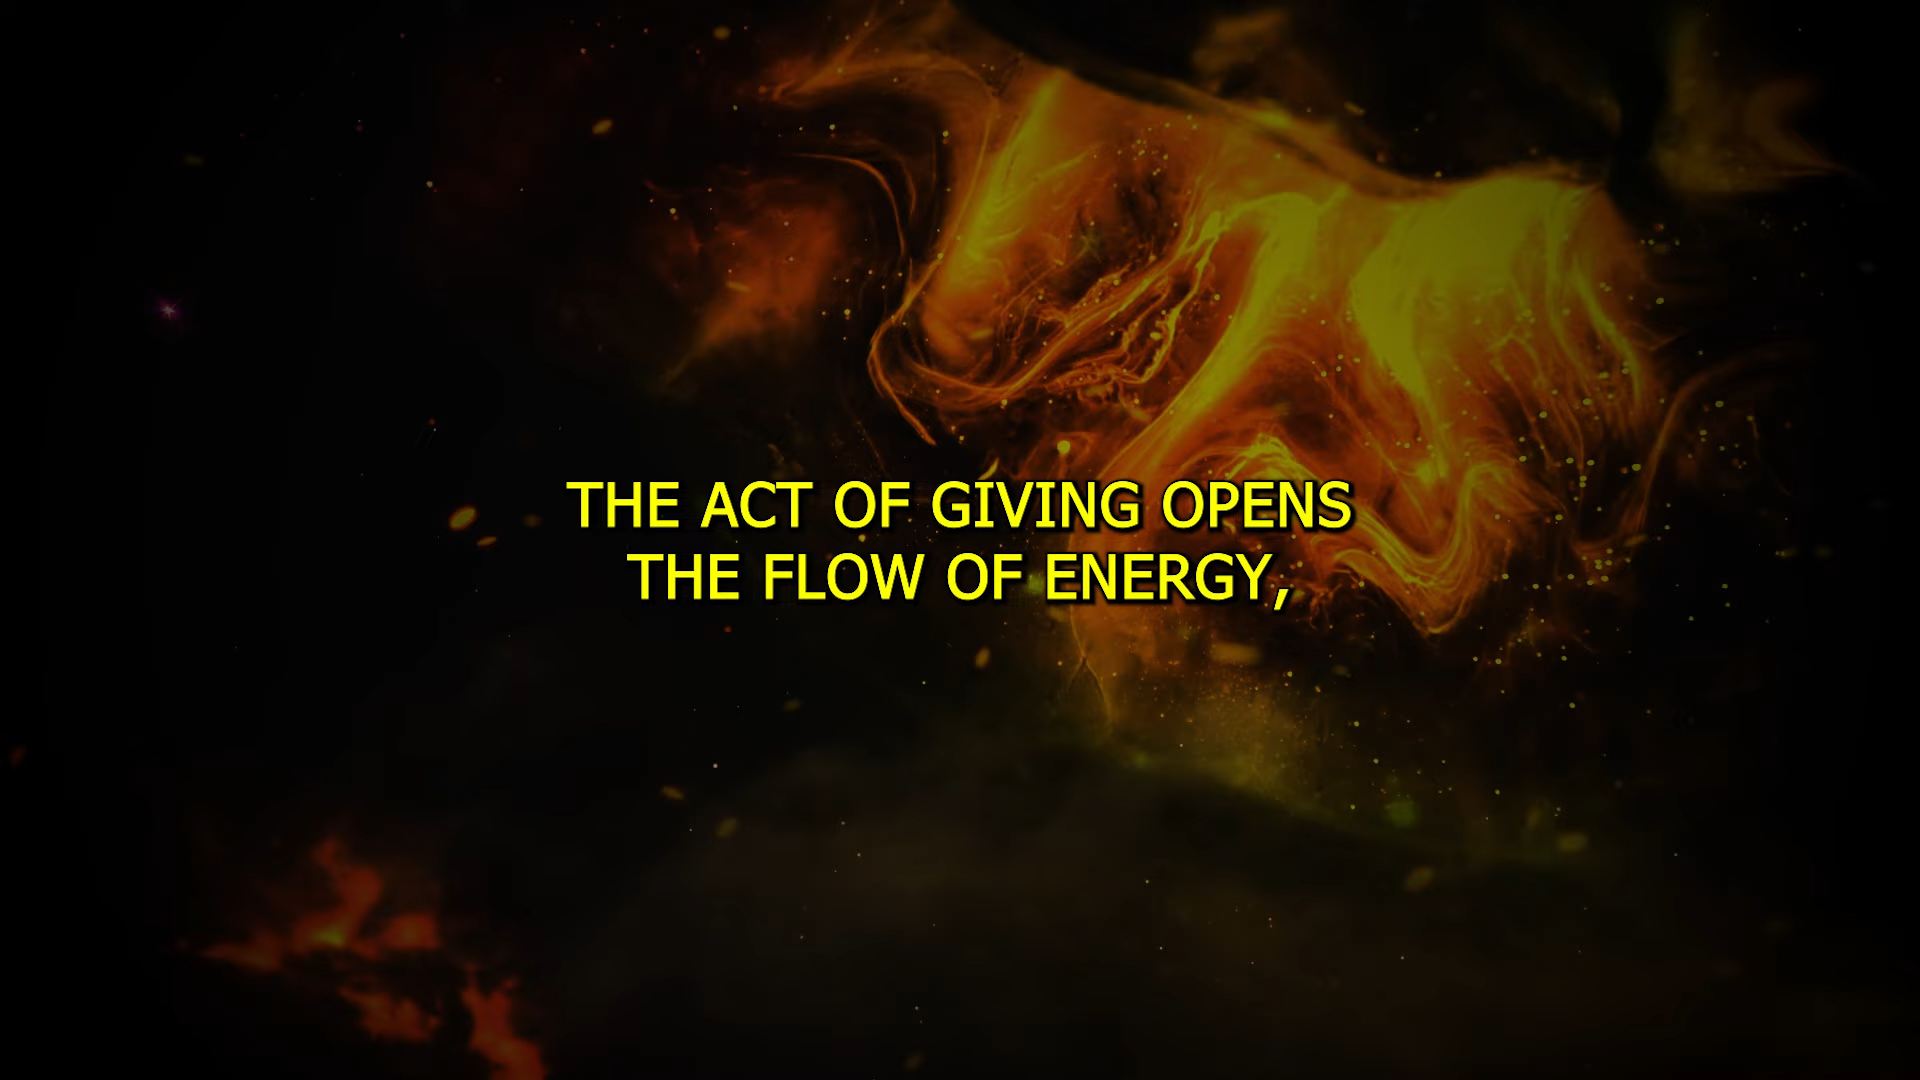 THE ACT OF GIVING OPENS
THE FLOW OF ENERGY,